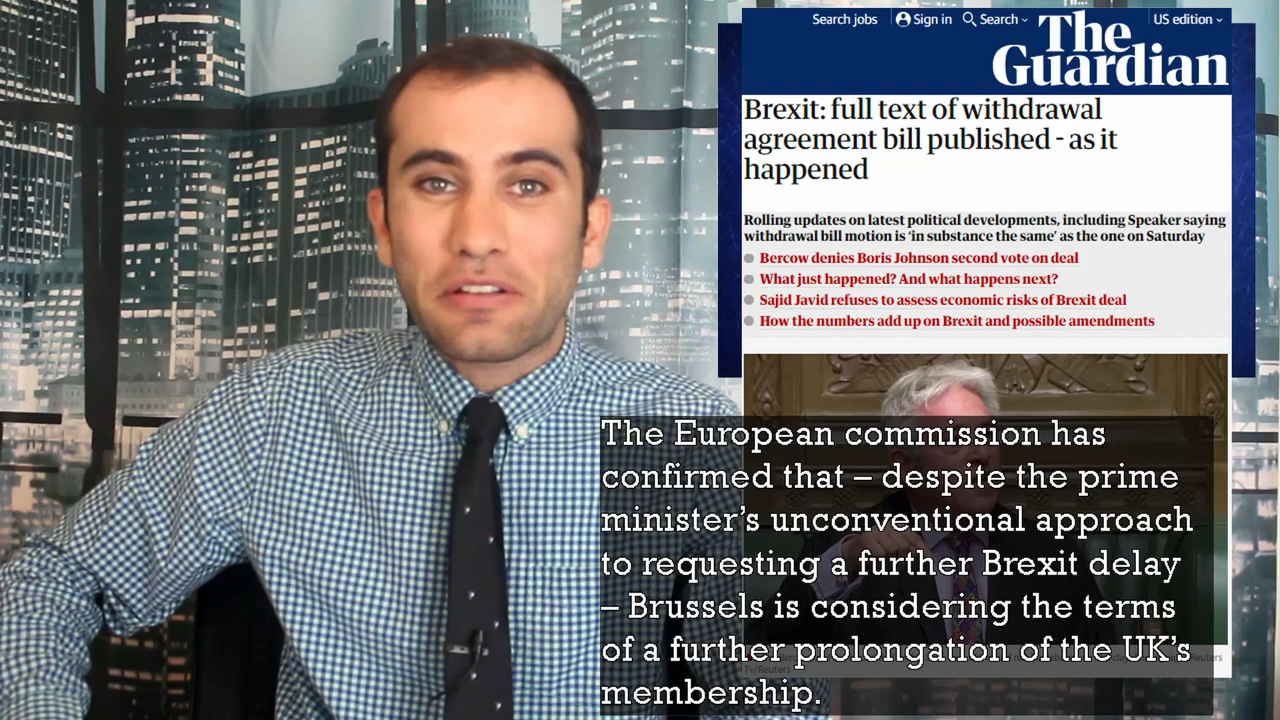 Search jobs
Sign in
Search
US edition
The
Guardian
Brexit: full text of withdrawal
agreement bill published - as it
happened
Rolling updates on latest political developments, including Speaker saying
withdrawal bill motion is ‘in substance the same’ as the one on Saturday
Bercow denies Boris Johnson second vote on deal
What just happened? And what happens next?
Sajid Javid refuses to assess economic risks of Brexit deal
How the numbers add up on Brexit and possible amendments
The European commission has
confirmed that – despite the prime
minister’s unconventional approach
to requesting a further Brexit delay
– Brussels is considering the terms
of a further prolongation of the UK’s
membership.
Tv/Reuters